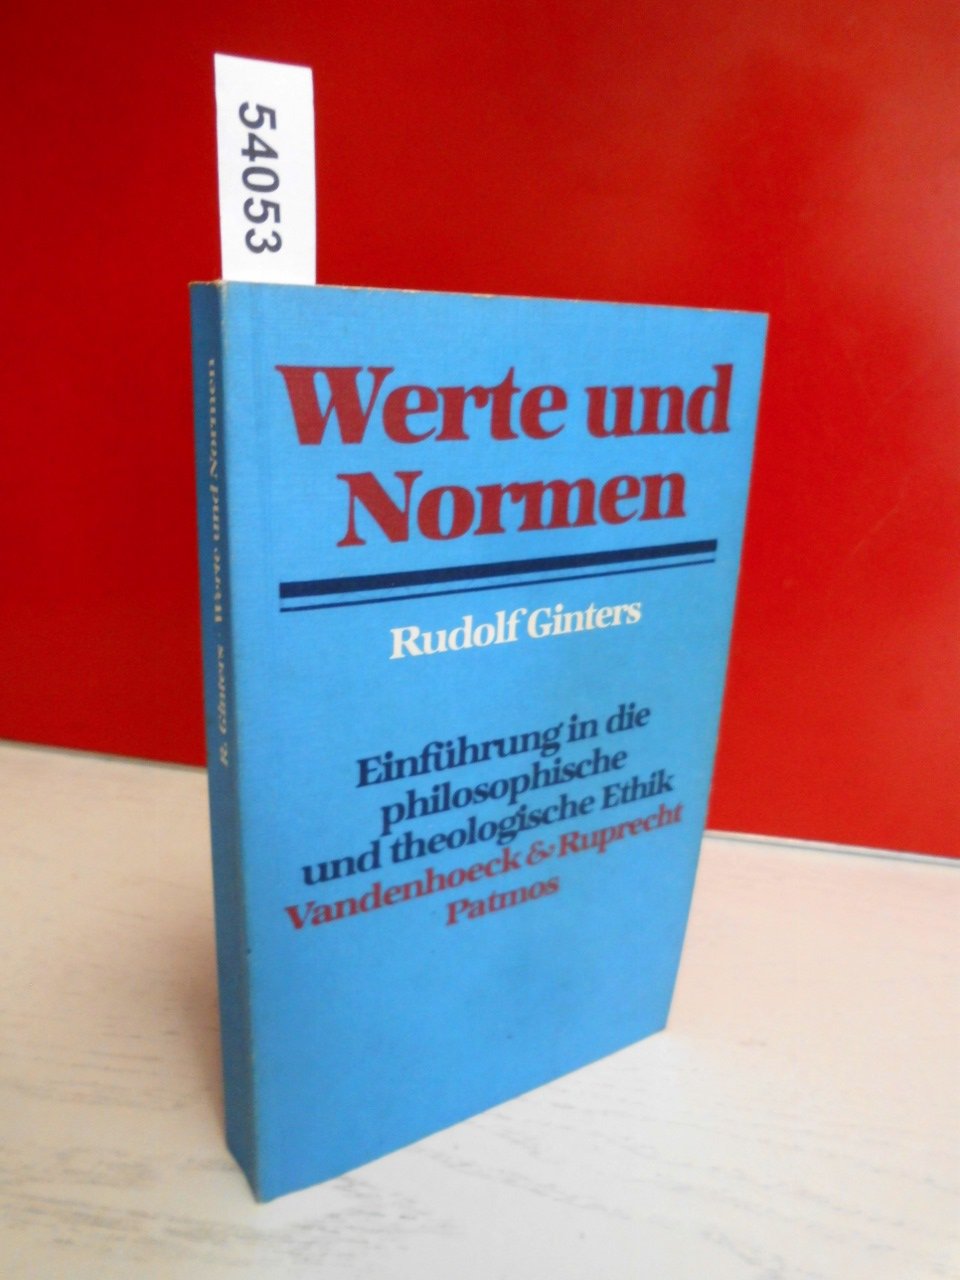 54053
Werte und
Normen
Rudolf Ginters
Einführung in die
philosophische
und theologische Ethik
Vandenhoeck & Ruprecht
Patmos
R. Ginters · Werte und Normen